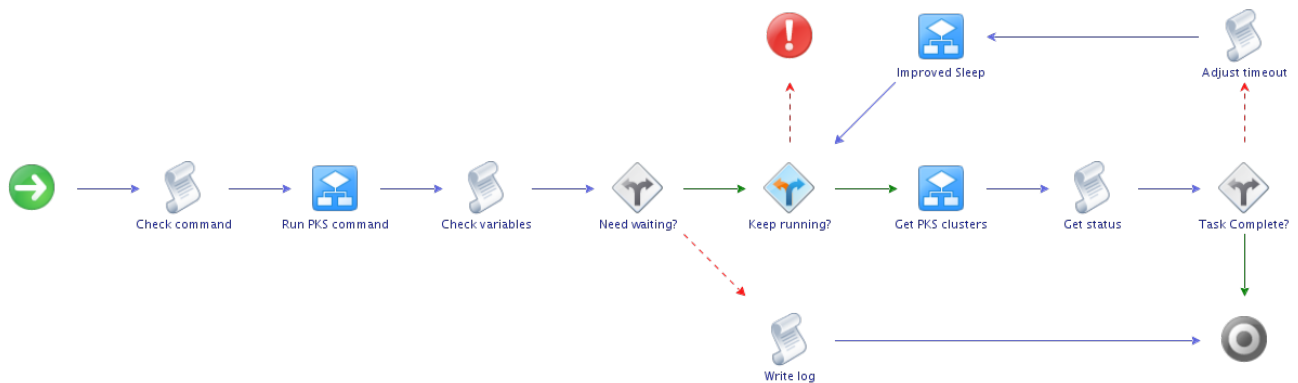 Improved Sleep
Adjust timeout
Check command
Run PKS command
Check variables
Need waiting?
Keep running?
Get PKS clusters
Get status
Task Complete?
Write log